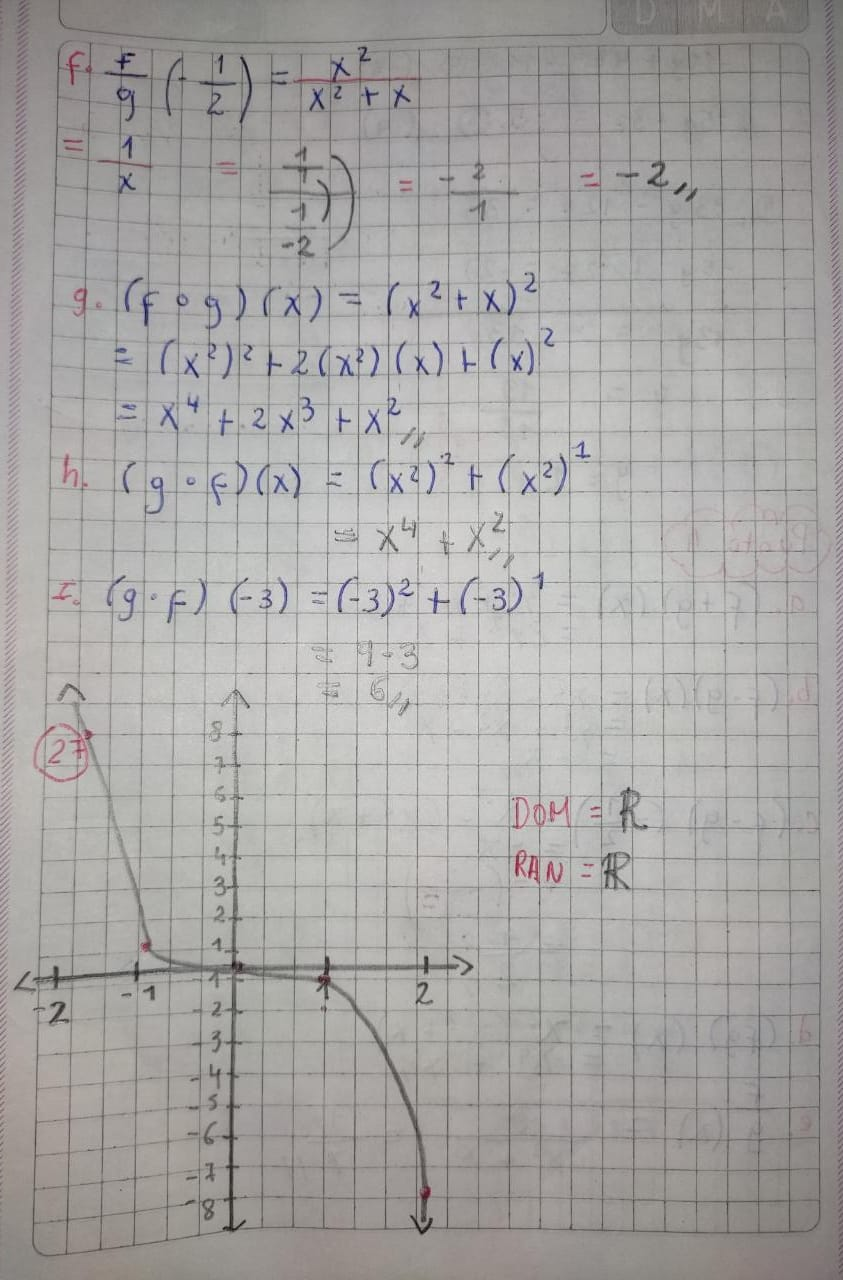 D M A
f. F/g (-1/2) = x²/(x² + x)
= 1/x = (1/1)/(1/-2) = -2/1 = -2,,
g. (f ∘ g)(x) = (x² + x)²
= (x²)² + 2(x²)(x) + (x)²
= x⁴ + 2x³ + x²,,
h. (g ∘ f)(x) = (x²)² + (x²)¹
= x⁴ + x²,,
I. (g ∘ f)(-3) = (-3)² + (-3)¹
= 9-3
= 6,,
27
8
7
6
5
4
3
2
1
-2 -1 1 2
-1
-2
-3
-4
-5
-6
-7
-8
DOM = ℝ
RAN = ℝ